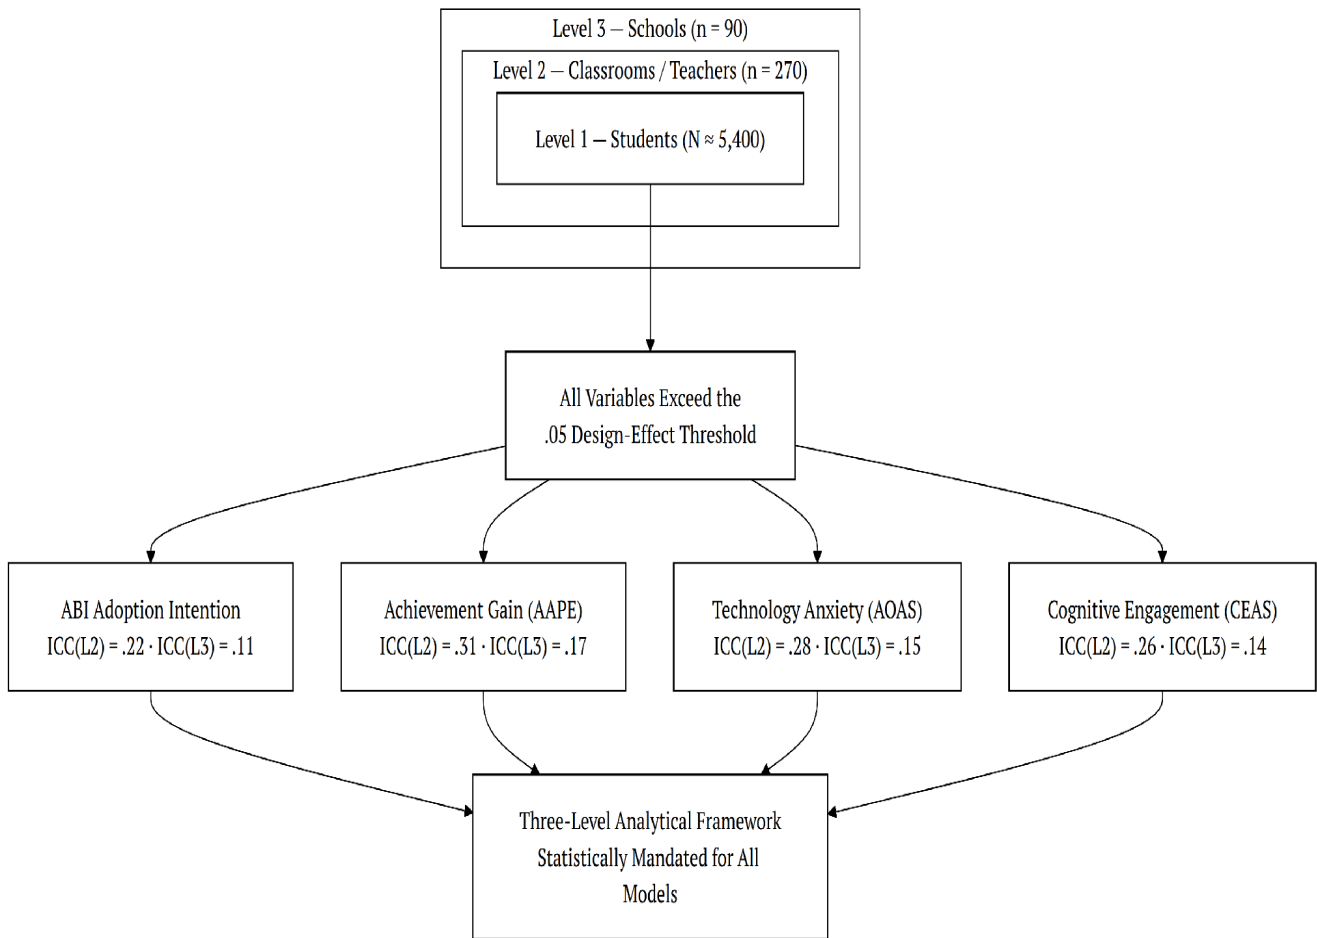 Level 3 — Schools (n = 90)
Level 2 — Classrooms / Teachers (n = 270)
Level 1 — Students (N ≈ 5,400)
All Variables Exceed the
.05 Design-Effect Threshold
ABI Adoption Intention
ICC(L2) = .22 · ICC(L3) = .11
Achievement Gain (AAPE)
ICC(L2) = .31 · ICC(L3) = .17
Technology Anxiety (AOAS)
ICC(L2) = .28 · ICC(L3) = .15
Cognitive Engagement (CEAS)
ICC(L2) = .26 · ICC(L3) = .14
Three-Level Analytical Framework
Statistically Mandated for All
Models